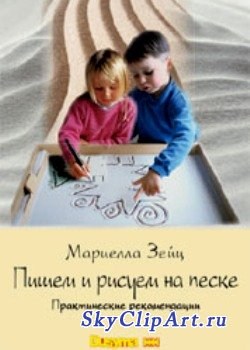 Мариелла Зейц
Пишем и рисуем на песке
Практические рекомендации
SkyClipArt.ru